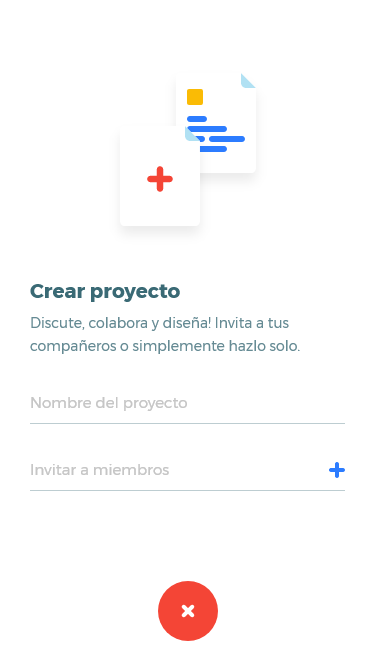 Crear proyecto
Discute, colabora y diseña! Invita a tus
compañeros o simplemente hazlo solo.
Nombre del proyecto
Invitar a miembros